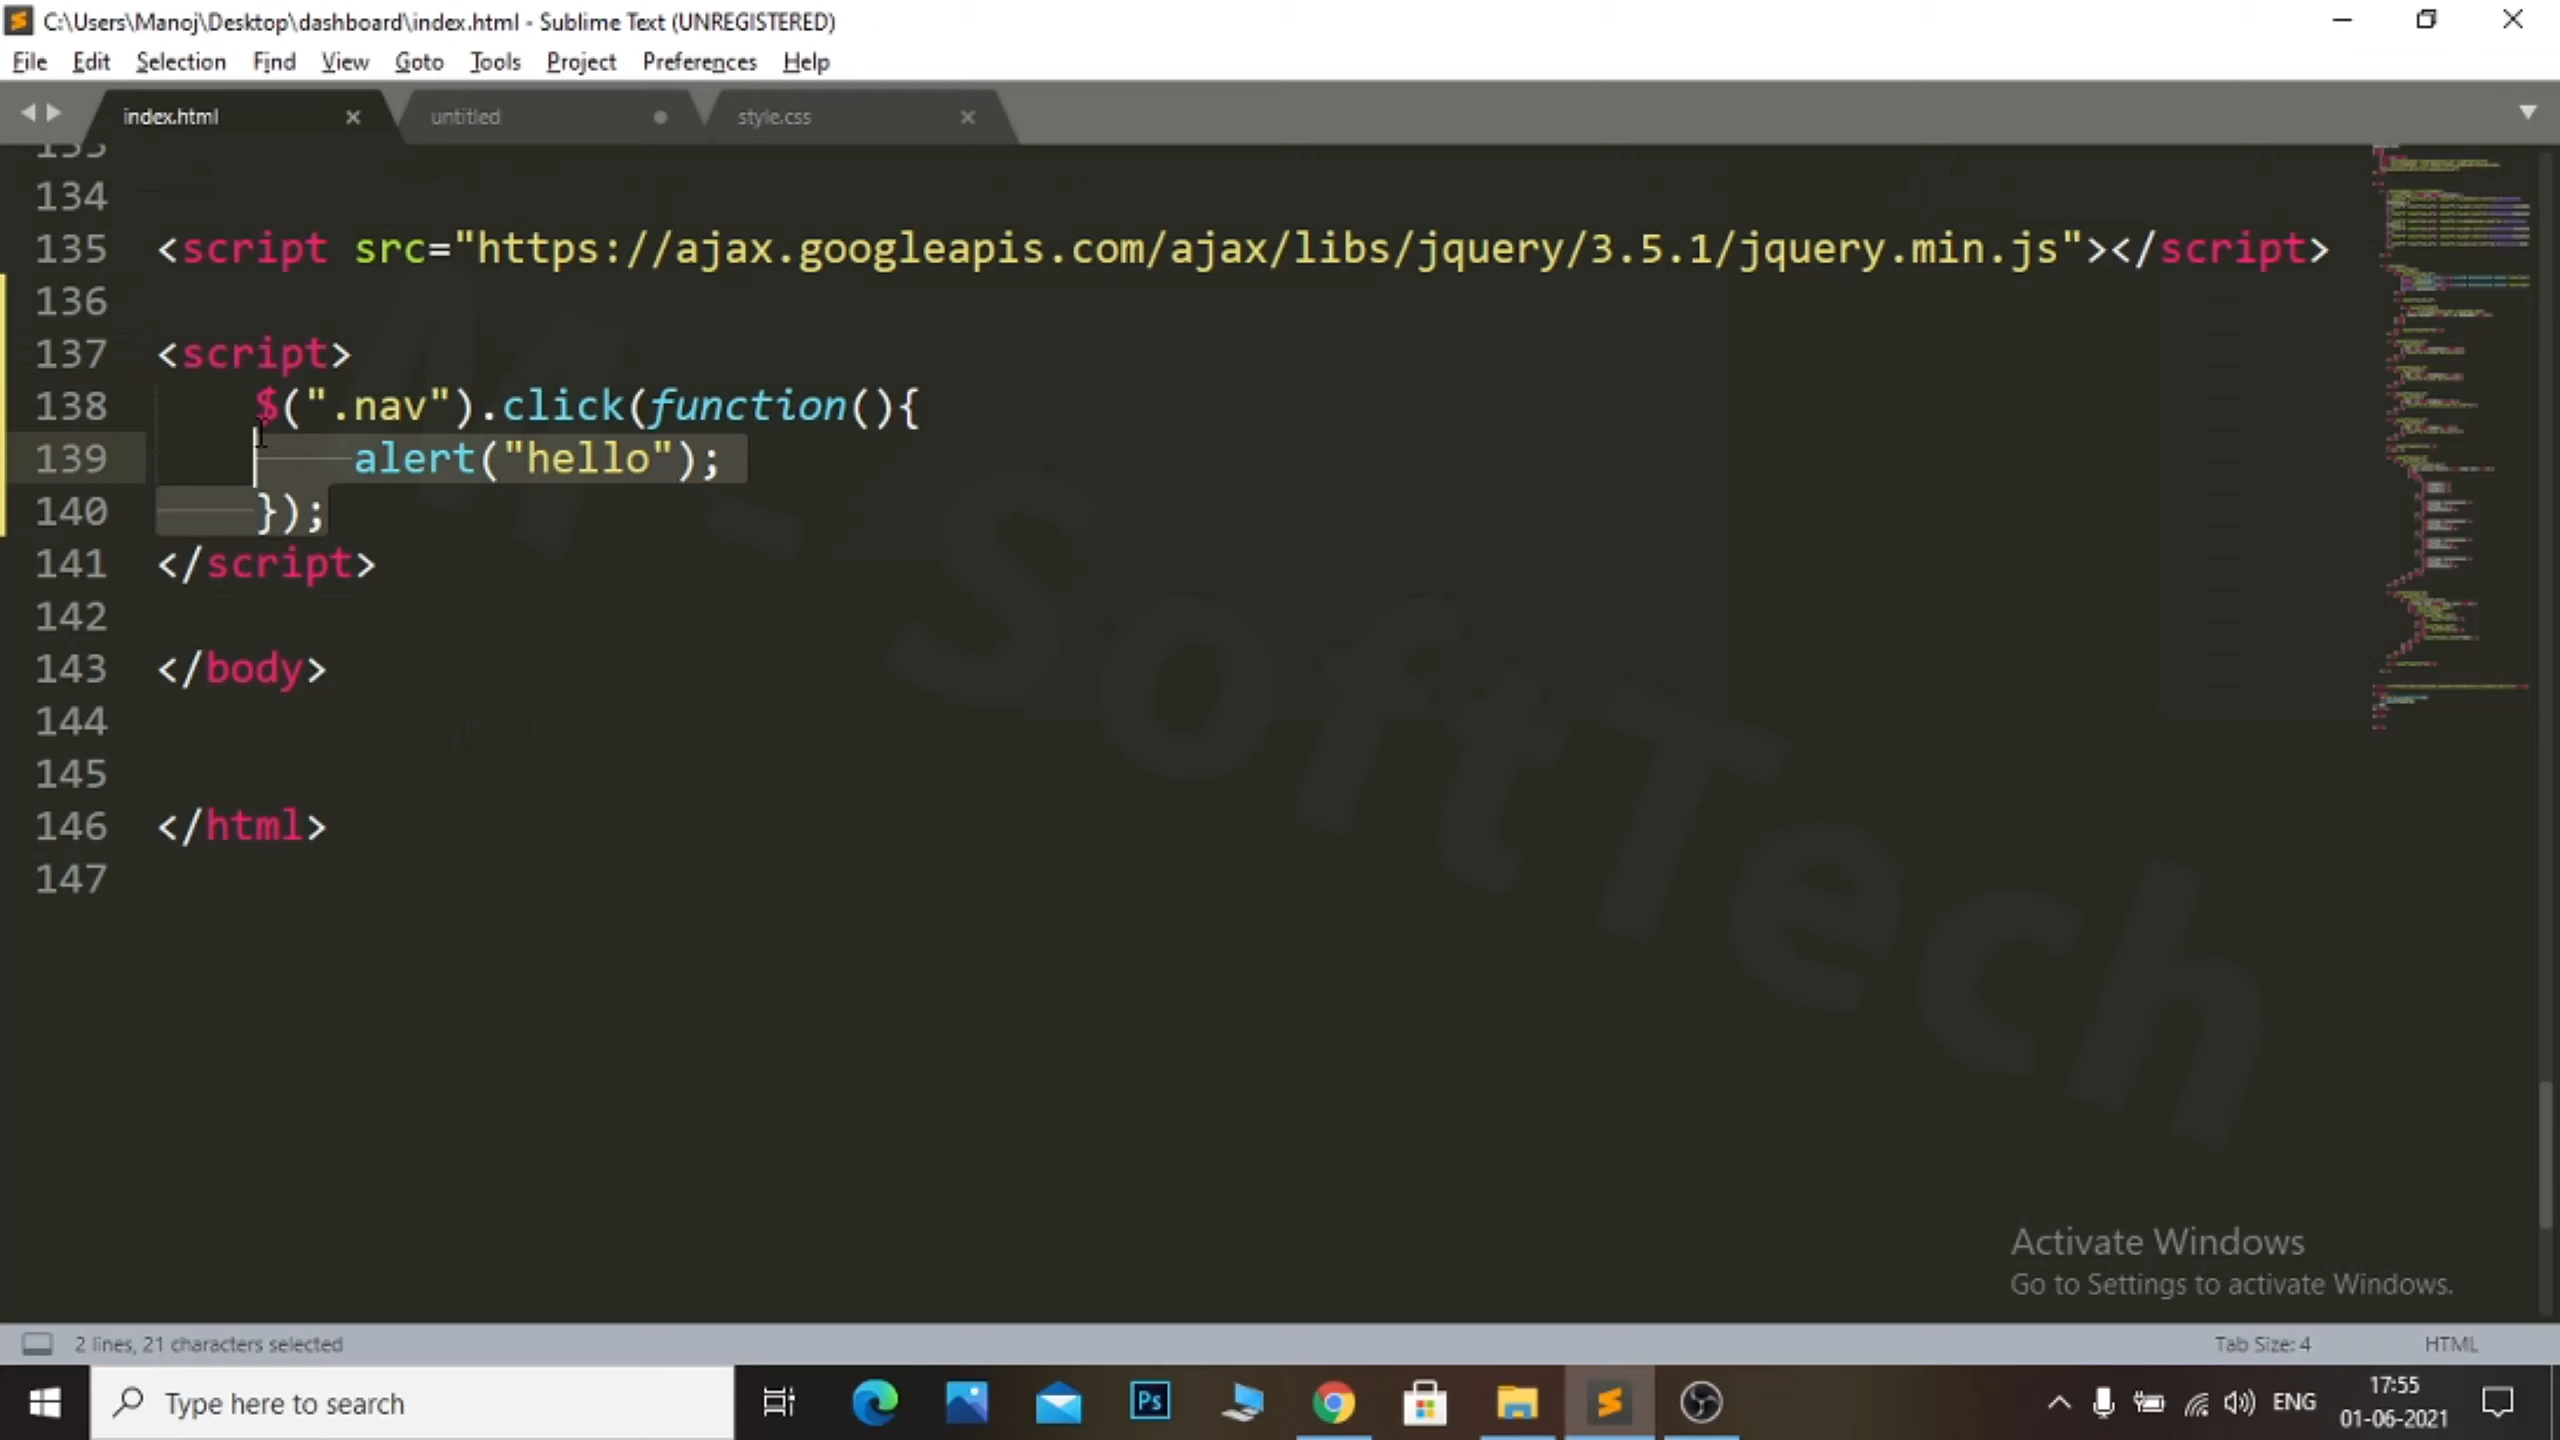 C:\Users\Manoj\Desktop\dashboard\index.html - Sublime Text (UNREGISTERED)
File Edit Selection Find View Goto Tools Project Preferences Help
index.html untitled style.css
133
134
135 <script src="https://ajax.googleapis.com/ajax/libs/jquery/3.5.1/jquery.min.js"></script>
136
137 <script>
138 $(".nav").click(function(){
139 alert("hello");
140 });
141 </script>
142
143 </body>
144
145
146 </html>
147
M - SoftTech
Activate Windows
Go to Settings to activate Windows.
2 lines, 21 characters selected Tab Size: 4 HTML
Type here to search Ps ENG 17:55
01-06-2021